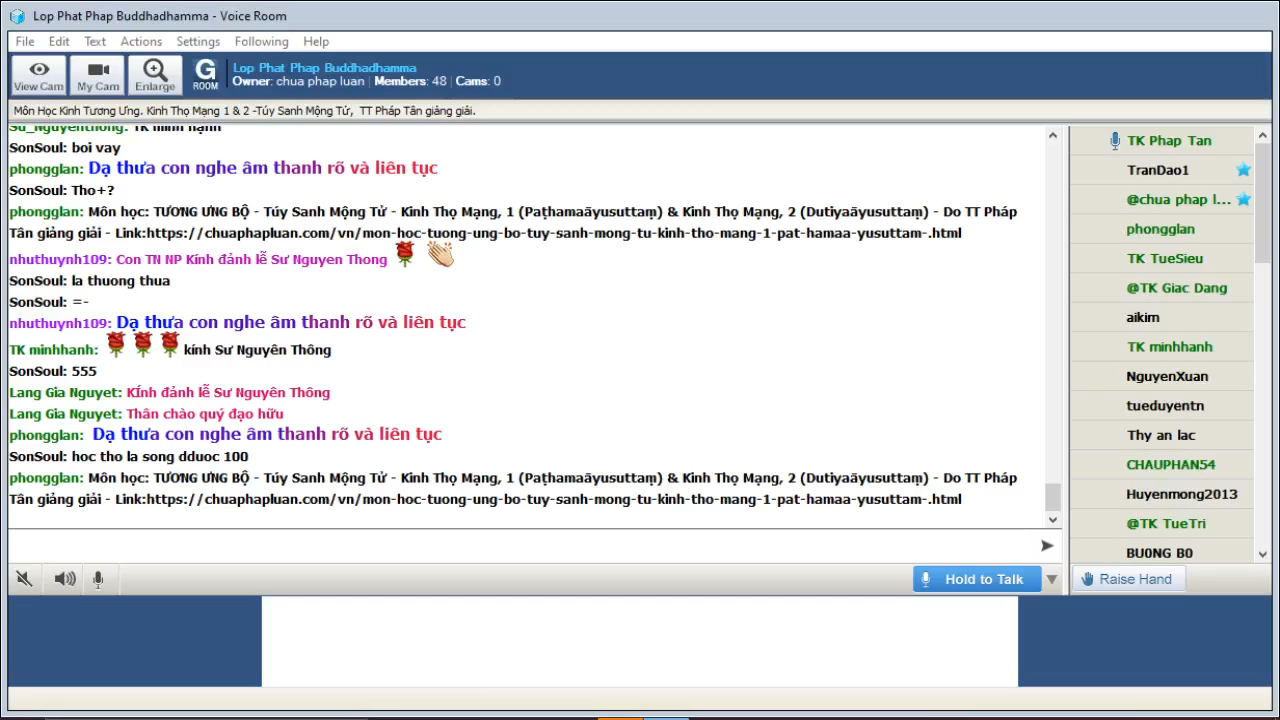 Lop Phat Phap Buddhadhamma - Voice Room
File Edit Text Actions Settings Following Help
View Cam My Cam Enlarge G ROOM
Lop Phat Phap Buddhadhamma
Owner: chua phap luan | Members: 48 | Cams: 0
Môn Học Kinh Tương Ưng. Kinh Thọ Mạng 1 & 2 -Túy Sanh Mộng Tử, TT Pháp Tân giảng giải.
Su_Nguyenthong: TK minh hạnh
SonSoul: boi vay
phongglan: Dạ thưa con nghe âm thanh rõ và liên tục
SonSoul: Tho+?
phongglan: Môn học: TƯƠNG ƯNG BỘ - Túy Sanh Mộng Tử - Kinh Thọ Mạng, 1 (Paṭhamaāyusuttaṃ) & Kinh Thọ Mạng, 2 (Dutiyaāyusuttaṃ) - Do TT Pháp
Tân giảng giải - Link:https://chuaphapluan.com/vn/mon-hoc-tuong-ung-bo-tuy-sanh-mong-tu-kinh-tho-mang-1-pat-hamaa-yusuttam-.html
nhuthuynh109: Con TN NP Kính đảnh lễ Sư Nguyen Thong
SonSoul: la thuong thua
SonSoul: =-
nhuthuynh109: Dạ thưa con nghe âm thanh rõ và liên tục
TK minhhanh: kính Sư Nguyên Thông
SonSoul: 555
Lang Gia Nguyet: KÍnh đảnh lễ Sư Nguyên Thông
Lang Gia Nguyet: Thân chào quý đạo hữu
phongglan: Dạ thưa con nghe âm thanh rõ và liên tục
SonSoul: hoc tho la song dduoc 100
phongglan: Môn học: TƯƠNG ƯNG BỘ - Túy Sanh Mộng Tử - Kinh Thọ Mạng, 1 (Paṭhamaāyusuttaṃ) & Kinh Thọ Mạng, 2 (Dutiyaāyusuttaṃ) - Do TT Pháp
Tân giảng giải - Link:https://chuaphapluan.com/vn/mon-hoc-tuong-ung-bo-tuy-sanh-mong-tu-kinh-tho-mang-1-pat-hamaa-yusuttam-.html
Hold to Talk
TK Phap Tan
TranDao1
@chua phap l...
phongglan
TK TueSieu
@TK Giac Dang
aikim
TK minhhanh
NguyenXuan
tueduyentn
Thy an lac
CHAUPHAN54
Huyenmong2013
@TK TueTri
BU0NG B0
Raise Hand